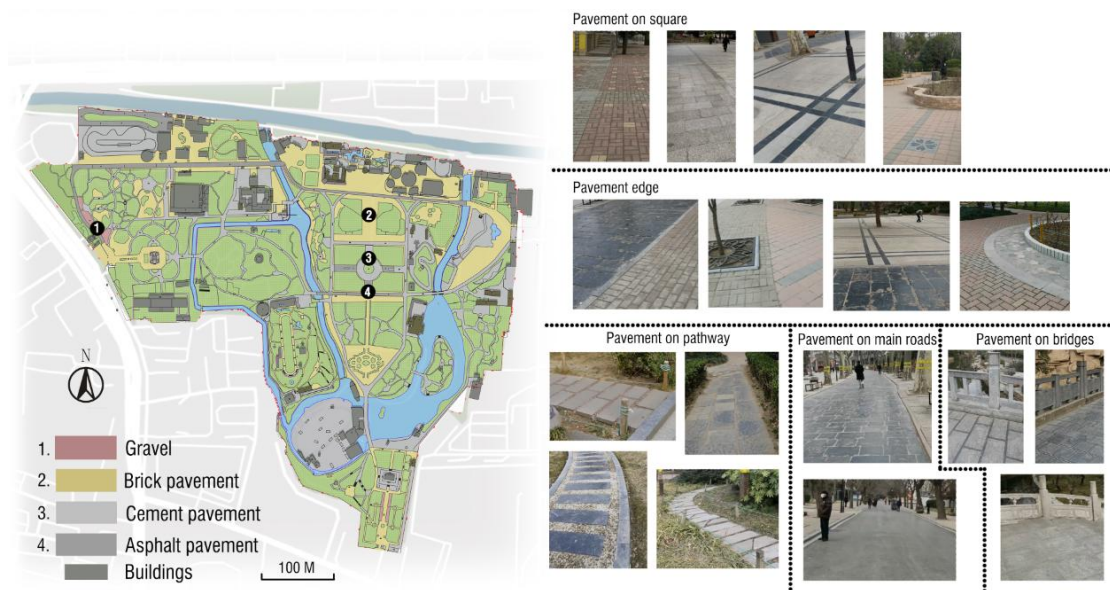 Pavement on square
Pavement edge
Pavement on pathway
Pavement on main roads
Pavement on bridges
1
2
3
4
N
1. Gravel
2. Brick pavement
3. Cement pavement
4. Asphalt pavement
Buildings
100 M